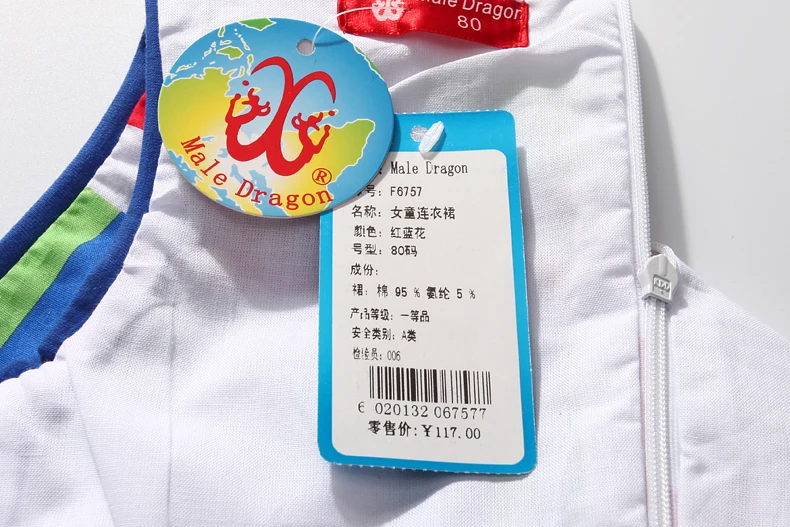 Male Dragon
80
Male Dragon®
Male Dragon
号：F6757
名称：女童连衣裙
颜色：红蓝花
号型：80码
成份：
裙：棉 95 % 氨纶 5 %
产品等级：一等品
安全类别：A类
检验员：006
6 020132 067577
零售价：￥117.00